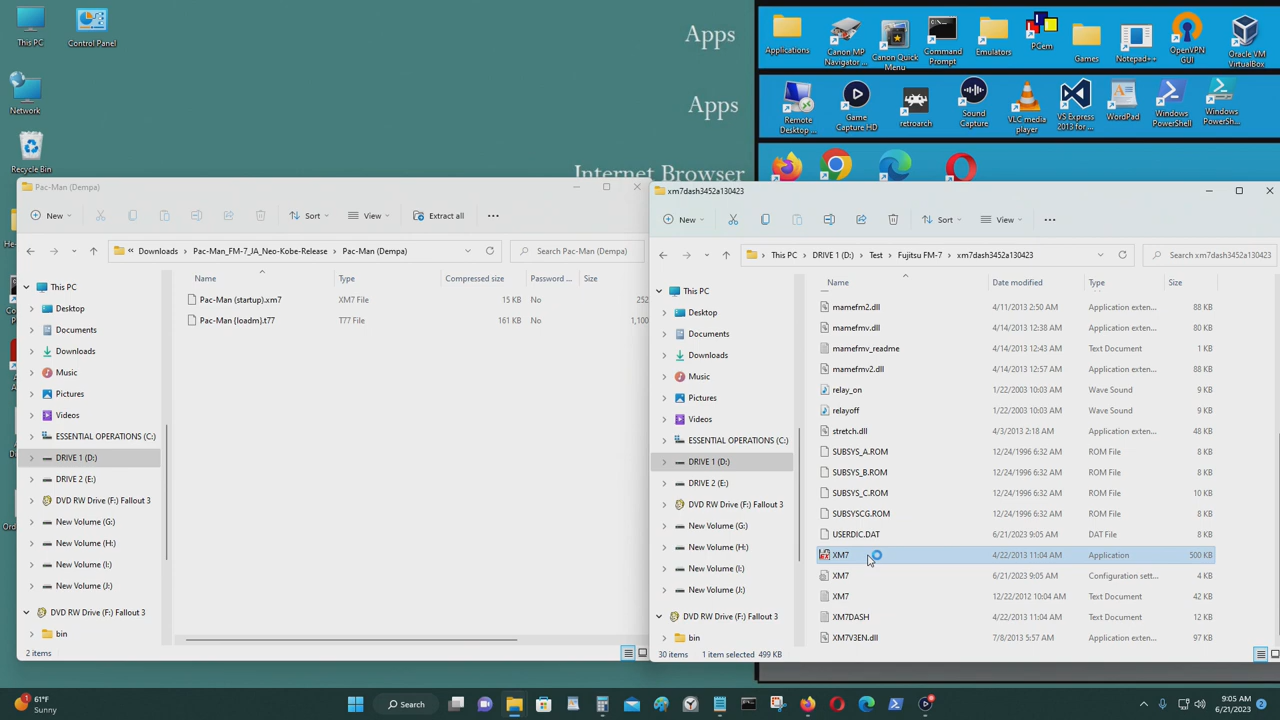 This PC
Control Panel
Network
Recycle Bin
Apps
Apps
Internet Browser
Applications
Canon MP
Navigator ...
Canon Quick
Menu
Command
Prompt
Emulators
PCem
Games
Notepad++
OpenVPN
GUI
Oracle VM
VirtualBox
Remote
Desktop ...
Game
Capture HD
retroarch
Sound
Capture
VLC media
player
VS Express
2013 for ...
WordPad
Windows
PowerShell
Windows
PowerSh...
Pac-Man (Dempa)
New
Sort
View
Extract all
Downloads
Pac-Man_FM-7_JA_Neo-Kobe-Release
Pac-Man (Dempa)
Search Pac-Man (Dempa)
This PC
Desktop
Documents
Downloads
Music
Pictures
Videos
ESSENTIAL OPERATIONS (C:)
DRIVE 1 (D:)
DRIVE 2 (E:)
DVD RW Drive (F:) Fallout 3
New Volume (G:)
New Volume (H:)
New Volume (I:)
New Volume (J:)
DVD RW Drive (F:) Fallout 3
bin
Name Type Compressed size Password ... Size
Pac-Man (startup).xm7 XM7 File 15 KB No 252
Pac-Man (loadm).t77 T77 File 161 KB No 1,100
2 items
xm7dash3452a130423
New
Sort
View
This PC
DRIVE 1 (D:)
Test
Fujitsu FM-7
xm7dash3452a130423
Search xm7dash3452a130423
This PC
Desktop
Documents
Downloads
Music
Pictures
Videos
ESSENTIAL OPERATIONS (C:)
DRIVE 1 (D:)
DRIVE 2 (E:)
DVD RW Drive (F:) Fallout 3
New Volume (G:)
New Volume (H:)
New Volume (I:)
New Volume (J:)
DVD RW Drive (F:) Fallout 3
bin
Name Date modified Type Size
mamefm2.dll 4/11/2013 2:50 AM Application exten... 88 KB
mamefmv.dll 4/14/2013 12:38 AM Application exten... 80 KB
mamefmv_readme 4/14/2013 12:43 AM Text Document 1 KB
mamefmv2.dll 4/14/2013 12:57 AM Application exten... 88 KB
relay_on 1/22/2003 10:03 AM Wave Sound 9 KB
relayoff 1/22/2003 10:03 AM Wave Sound 9 KB
stretch.dll 4/3/2013 2:18 AM Application exten... 48 KB
SUBSYS_A.ROM 12/24/1996 6:32 AM ROM File 8 KB
SUBSYS_B.ROM 12/24/1996 6:32 AM ROM File 8 KB
SUBSYS_C.ROM 12/24/1996 6:32 AM ROM File 10 KB
SUBSYSCG.ROM 12/24/1996 6:32 AM ROM File 8 KB
USERDIC.DAT 6/21/2023 9:05 AM DAT File 8 KB
XM7 4/22/2013 11:04 AM Application 500 KB
XM7 6/21/2023 9:05 AM Configuration sett... 4 KB
XM7 12/22/2012 10:04 AM Text Document 42 KB
XM7DASH 4/22/2013 11:04 AM Text Document 12 KB
XM7V3EN.dll 7/8/2013 5:57 AM Application exten... 97 KB
30 items 1 item selected 499 KB
61°F
Sunny
Search
9:05 AM
6/21/2023